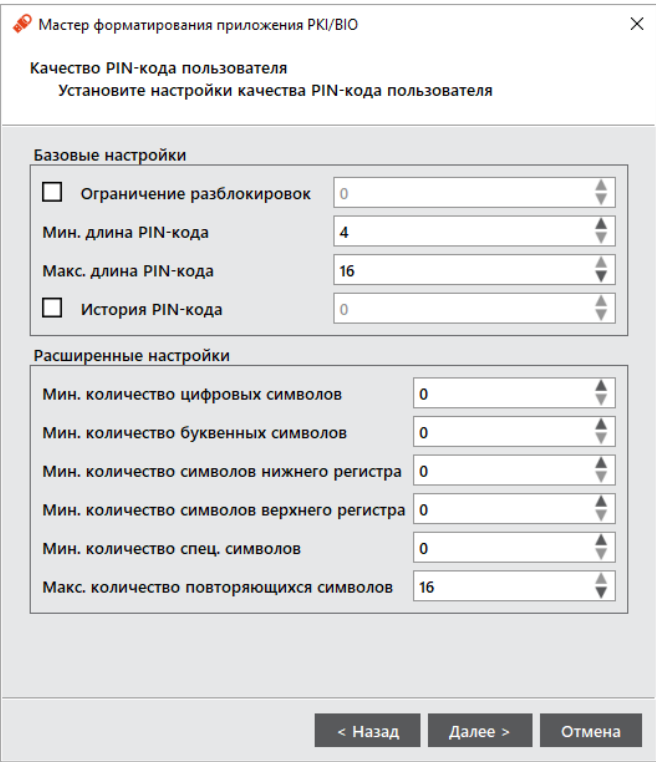 Мастер форматирования приложения PKI/BIO
Качество PIN-кода пользователя
Установите настройки качества PIN-кода пользователя
Базовые настройки
Ограничение разблокировок 0
Мин. длина PIN-кода 4
Макс. длина PIN-кода 16
История PIN-кода 0
Расширенные настройки
Мин. количество цифровых символов 0
Мин. количество буквенных символов 0
Мин. количество символов нижнего регистра 0
Мин. количество символов верхнего регистра 0
Мин. количество спец. символов 0
Макс. количество повторяющихся символов 16
< Назад Далее > Отмена